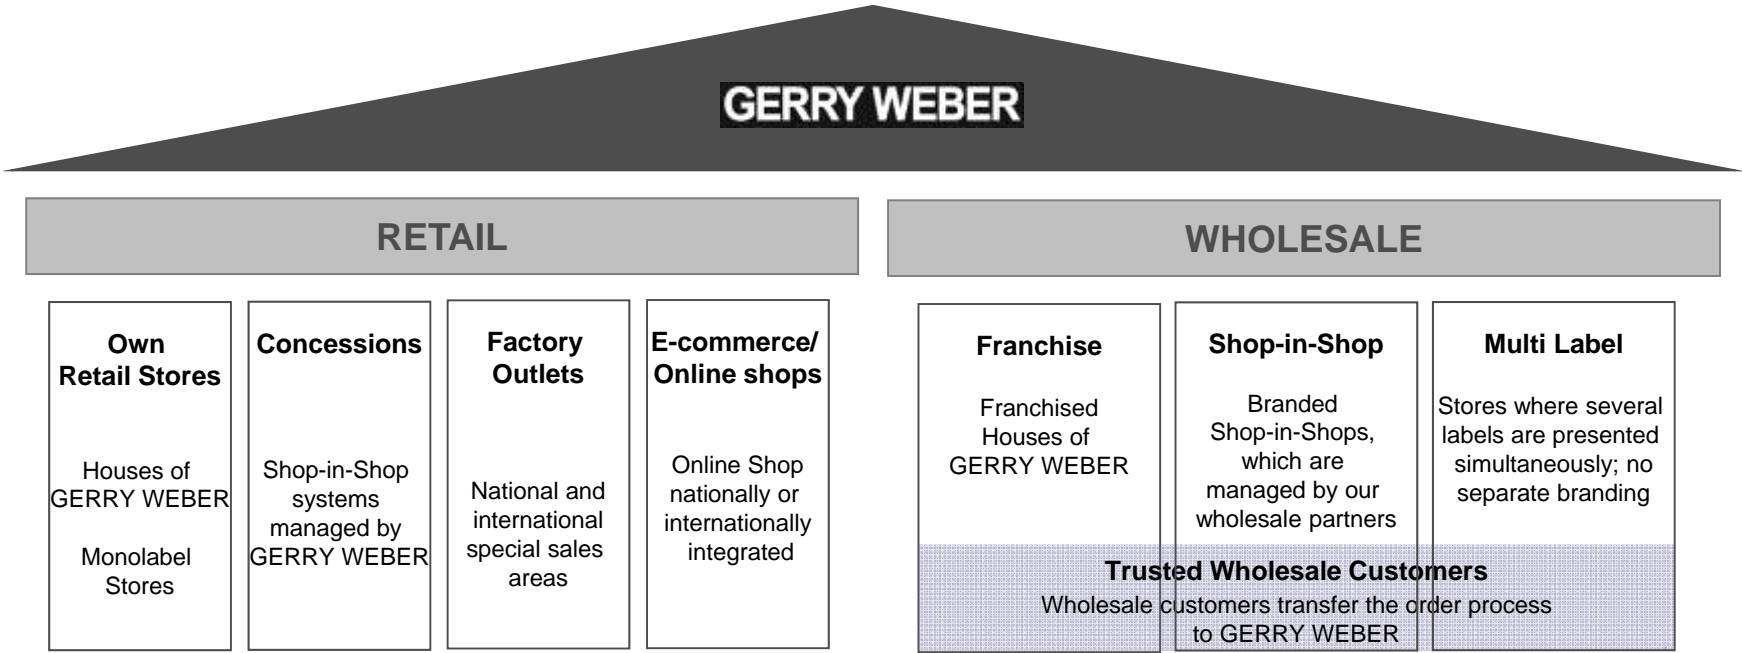 GERRY WEBER
RETAIL
WHOLESALE
Own
Retail Stores
Houses of
GERRY WEBER
Monolabel
Stores
Concessions
Shop-in-Shop
systems
managed by
GERRY WEBER
Factory
Outlets
National and
international
special sales
areas
E-commerce/
Online shops
Online Shop
nationally or
internationally
integrated
Franchise
Franchised
Houses of
GERRY WEBER
Shop-in-Shop
Branded
Shop-in-Shops,
which are
managed by our
wholesale partners
Multi Label
Stores where several
labels are presented
simultaneously; no
separate branding
Trusted Wholesale Customers
Wholesale customers transfer the order process
to GERRY WEBER